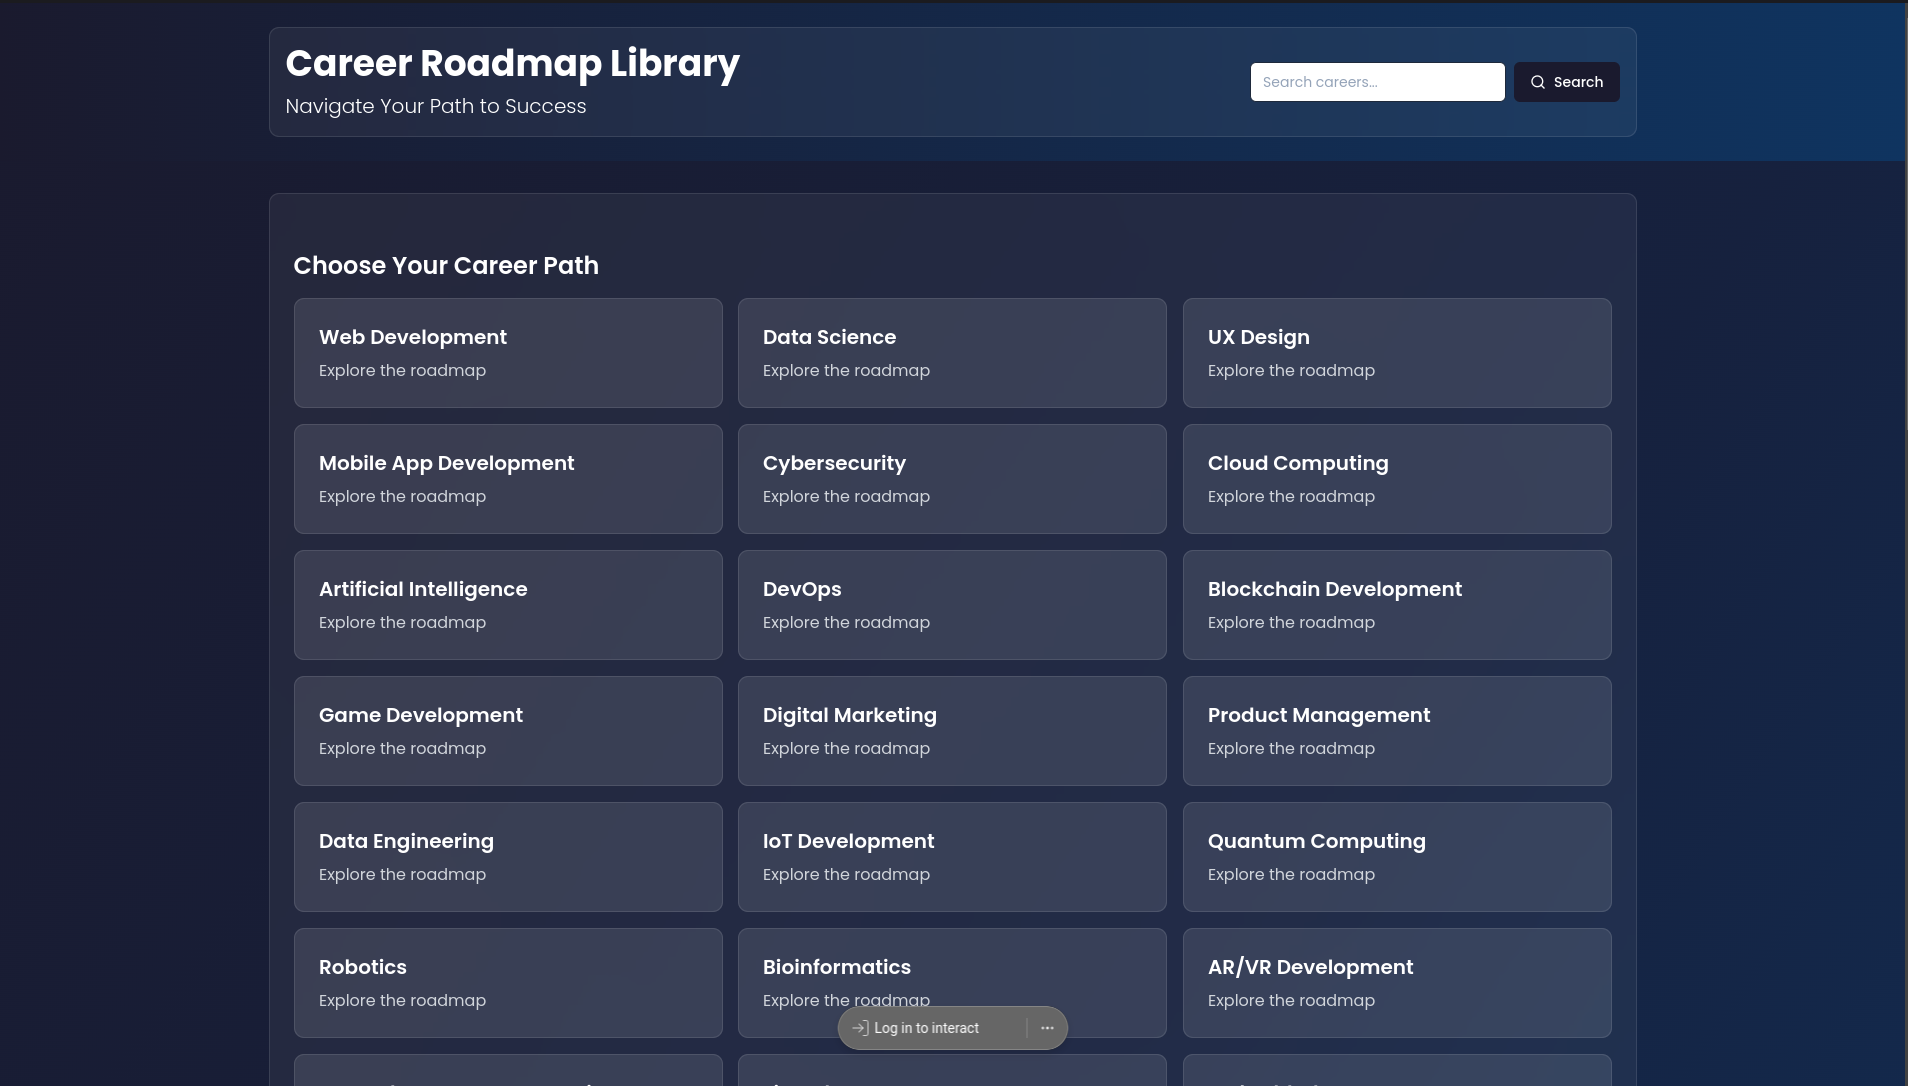 Career Roadmap Library
Navigate Your Path to Success
Search careers...
Search
Choose Your Career Path
Web Development
Explore the roadmap
Data Science
Explore the roadmap
UX Design
Explore the roadmap
Mobile App Development
Explore the roadmap
Cybersecurity
Explore the roadmap
Cloud Computing
Explore the roadmap
Artificial Intelligence
Explore the roadmap
DevOps
Explore the roadmap
Blockchain Development
Explore the roadmap
Game Development
Explore the roadmap
Digital Marketing
Explore the roadmap
Product Management
Explore the roadmap
Data Engineering
Explore the roadmap
IoT Development
Explore the roadmap
Quantum Computing
Explore the roadmap
Robotics
Explore the roadmap
Bioinformatics
Explore the roadmap
AR/VR Development
Explore the roadmap
Log in to interact